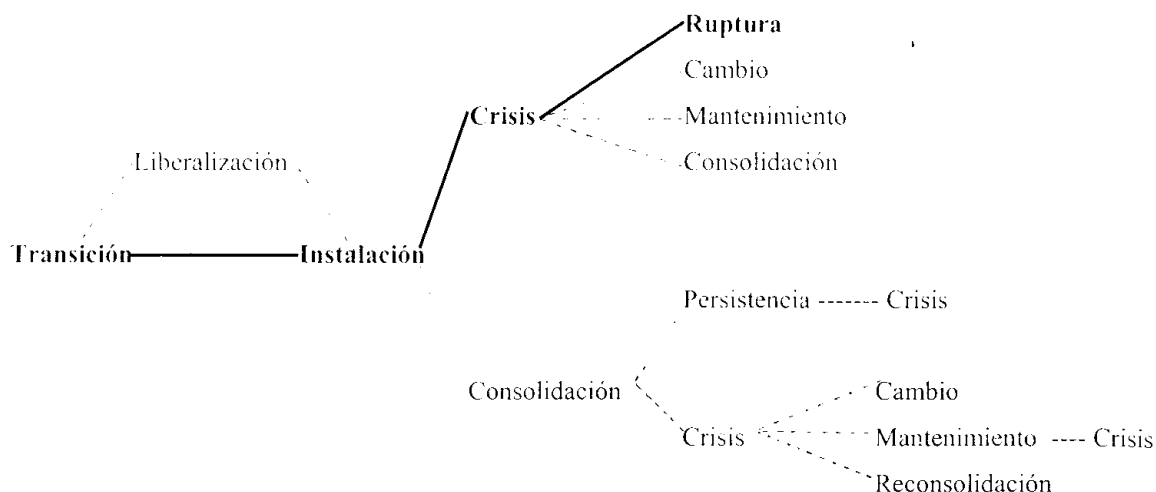 Ruptura
Cambio
Crisis Mantenimiento
Liberalización Consolidación
Transición Instalación
Persistencia ------- Crisis
Consolidación Cambio
Crisis Mantenimiento ---- Crisis
Reconsolidación